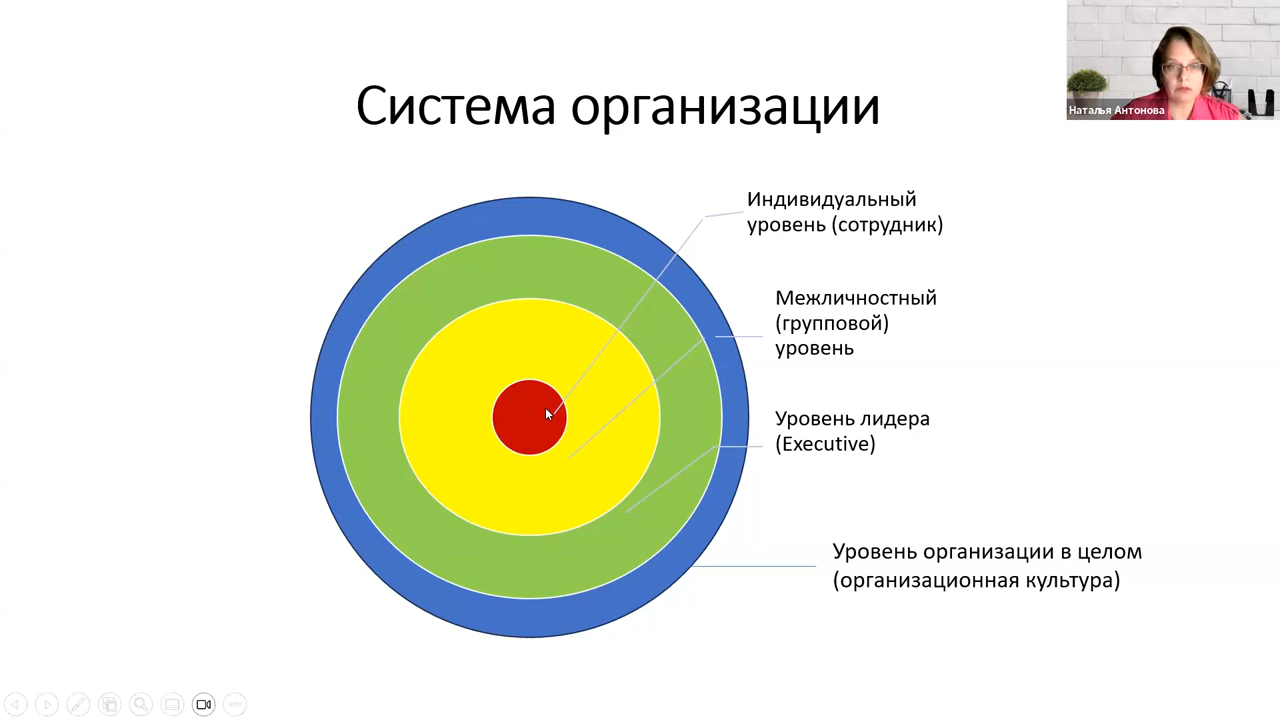 Система организации
Наталья Антонова
Индивидуальный
уровень (сотрудник)
Межличностный
(групповой)
уровень
Уровень лидера
(Executive)
Уровень организации в целом
(организационная культура)